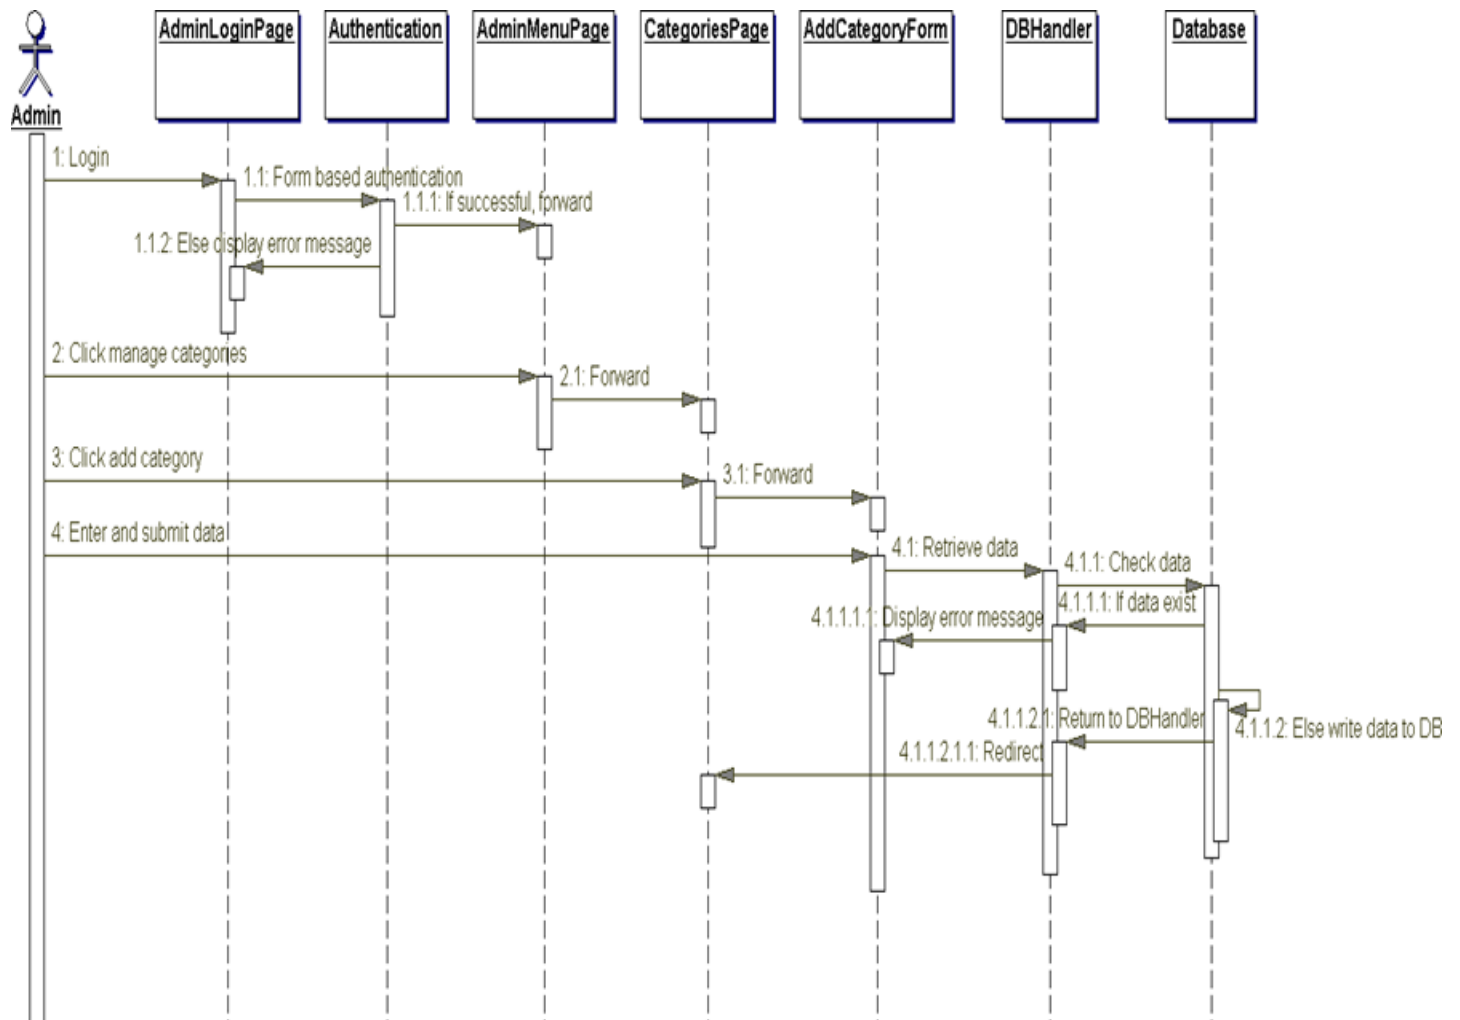 AdminLoginPage
Authentication
AdminMenuPage
CategoriesPage
AddCategoryForm
DBHandler
Database
Admin
1: Login
1.1: Form based authentication
1.1.1: If successful, forward
1.1.2: Else display error message
2: Click manage categories
2.1: Forward
3: Click add category
3.1: Forward
4: Enter and submit data
4.1: Retrieve data
4.1.1: Check data
4.1.1.1: If data exist
4.1.1.1.1: Display error message
4.1.1.2: Else write data to DB
4.1.1.2.1: Return to DBHandler
4.1.1.2.1.1: Redirect